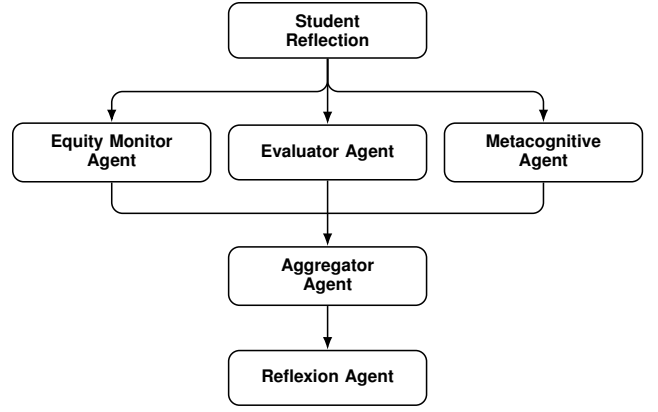 Student
Reflection
Equity Monitor
Agent
Evaluator Agent
Metacognitive
Agent
Aggregator
Agent
Reflexion Agent